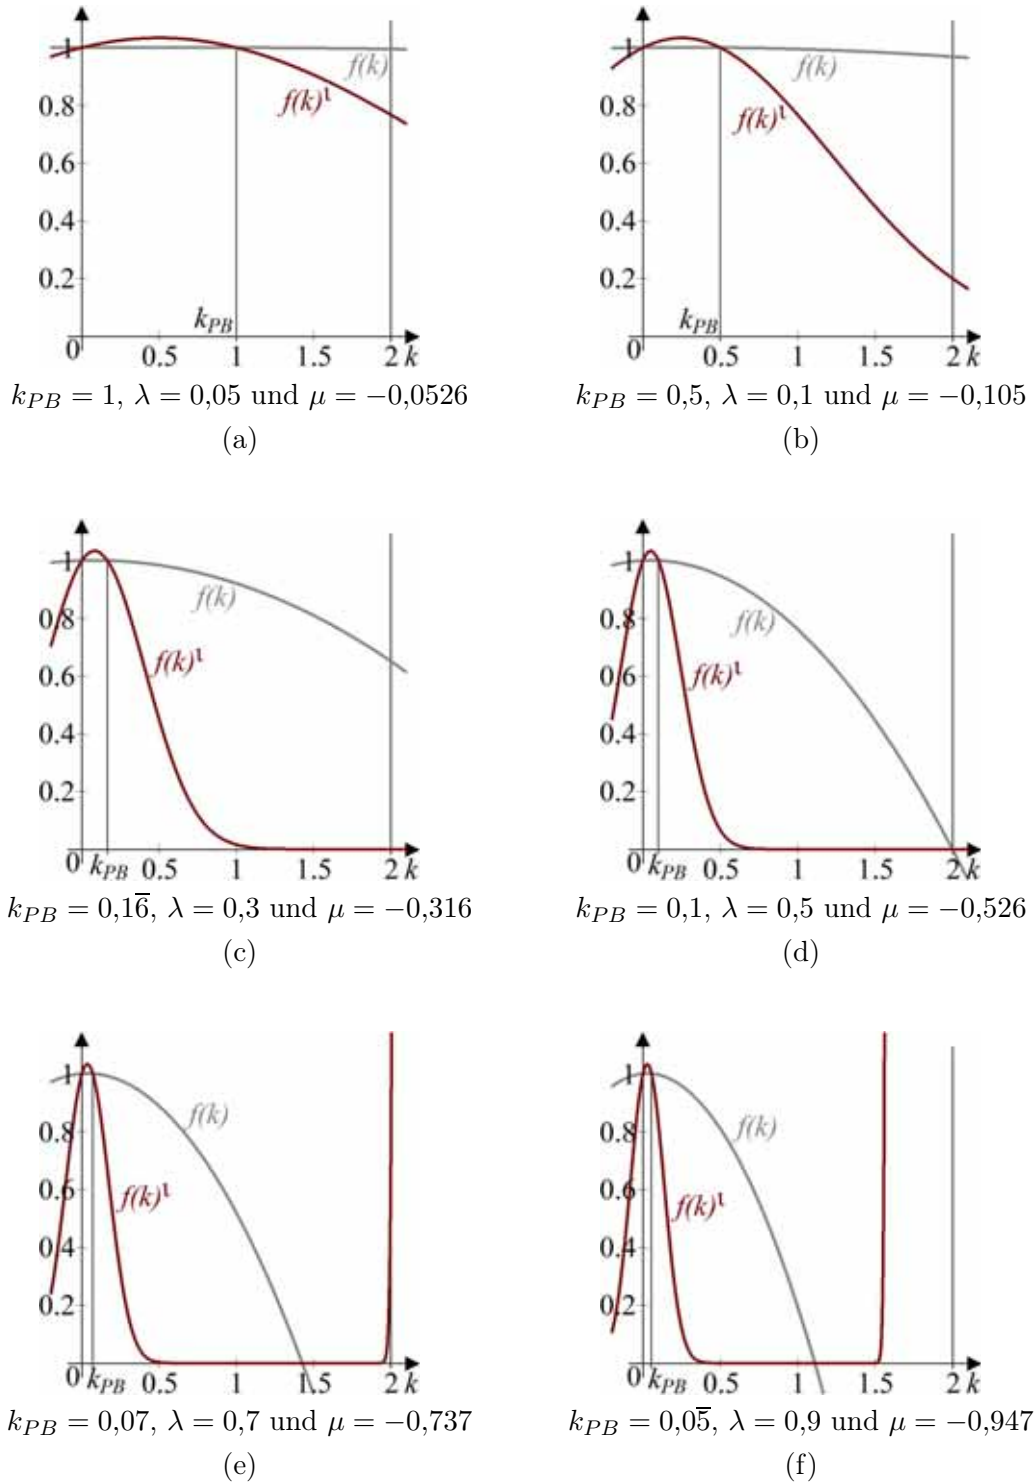 1
0.8
0.6
0.4
0.2
0
0.5
1
1.5
2 k
k_PB
f(k)
f(k)^ι
k_PB = 1, λ = 0,05 und μ = −0,0526
(a)
1
0.8
0.6
0.4
0.2
0
0.5
1
1.5
2 k
k_PB
f(k)
f(k)^ι
k_PB = 0,5, λ = 0,1 und μ = −0,105
(b)
1
0.8
0.6
0.4
0.2
0 k_PB 0.5
1
1.5
2 k
f(k)
f(k)^ι
k_PB = 0,16̅, λ = 0,3 und μ = −0,316
(c)
1
0.8
0.6
0.4
0.2
0 k_PB 0.5
1
1.5
2 k
f(k)
f(k)^ι
k_PB = 0,1, λ = 0,5 und μ = −0,526
(d)
1
0.8
0.6
0.4
0.2
0 k_PB 0.5
1
1.5
2 k
f(k)
f(k)^ι
k_PB = 0,07, λ = 0,7 und μ = −0,737
(e)
1
0.8
0.6
0.4
0.2
0 k_PB 0.5
1
1.5
2 k
f(k)
f(k)^ι
k_PB = 0,05̅, λ = 0,9 und μ = −0,947
(f)